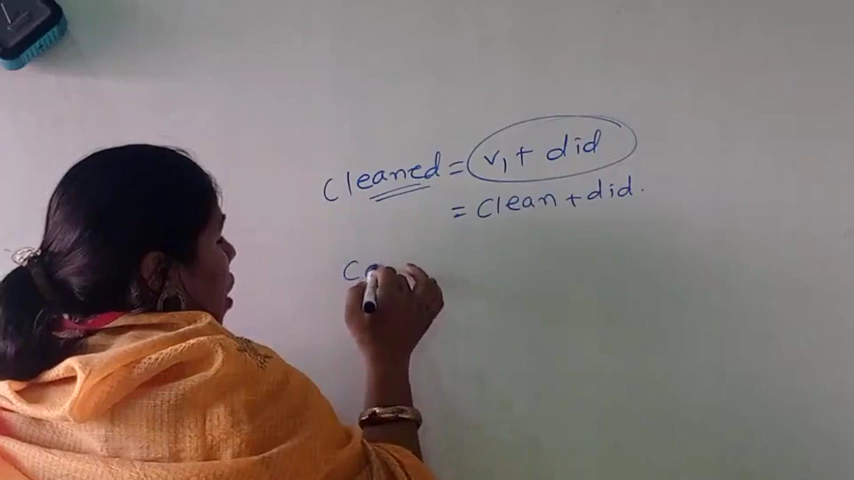 Cleaned = v₁ + did
= Clean + did.